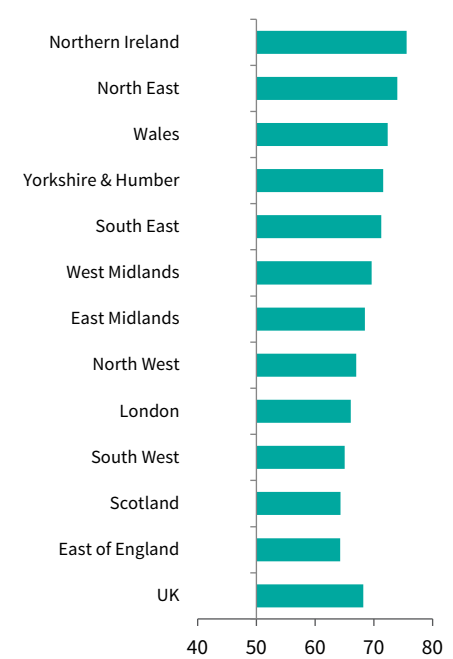 Northern Ireland
North East
Wales
Yorkshire & Humber
South East
West Midlands
East Midlands
North West
London
South West
Scotland
East of England
UK
40 50 60 70 80